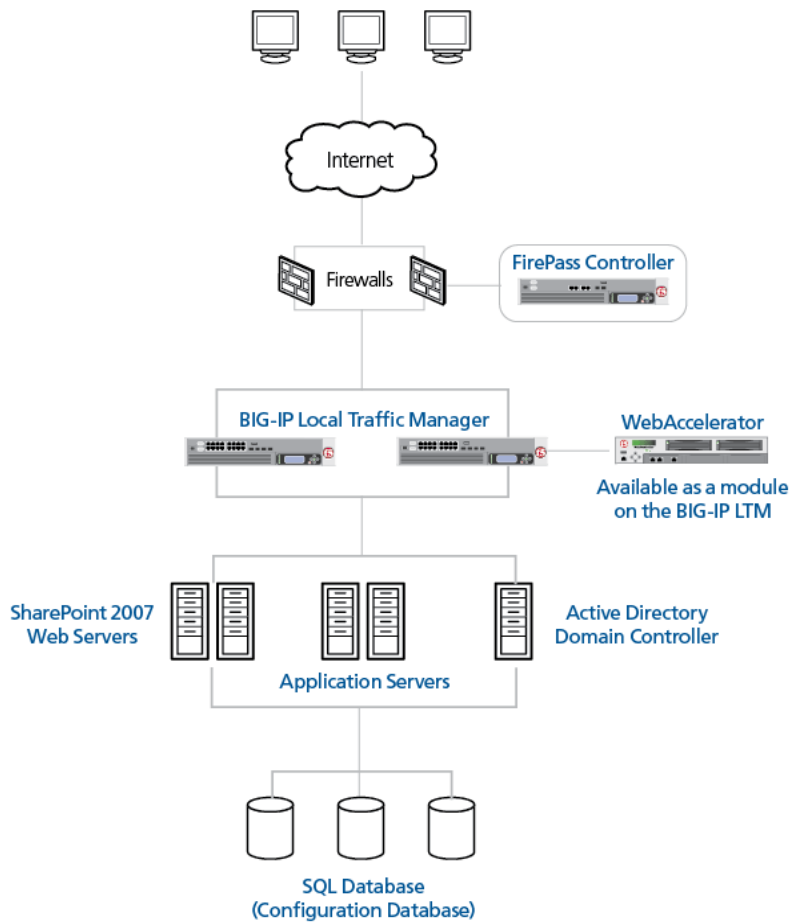 Internet
Firewalls
FirePass Controller
BIG-IP Local Traffic Manager
WebAccelerator
Available as a module
on the BIG-IP LTM
SharePoint 2007
Web Servers
Application Servers
Active Directory
Domain Controller
SQL Database
(Configuration Database)